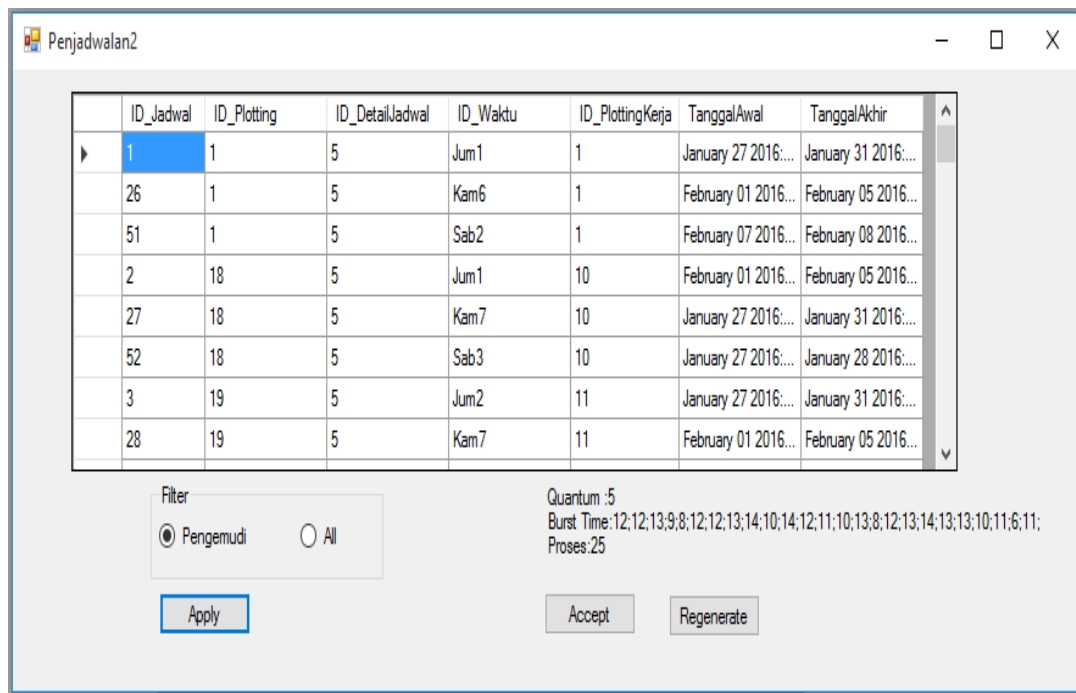 Penjadwalan2
ID_Jadwal ID_Plotting ID_DetailJadwal ID_Waktu ID_PlottingKerja TanggalAwal TanggalAkhir
1 1 5 Jum1 1 January 27 2016:... January 31 2016:...
26 1 5 Kam6 1 February 01 2016... February 05 2016...
51 1 5 Sab2 1 February 07 2016... February 08 2016...
2 18 5 Jum1 10 February 01 2016... February 05 2016...
27 18 5 Kam7 10 January 27 2016:... January 31 2016:...
52 18 5 Sab3 10 January 27 2016:... January 28 2016:...
3 19 5 Jum2 11 January 27 2016:... January 31 2016:...
28 19 5 Kam7 11 February 01 2016... February 05 2016...
Filter
Pengemudi All
Quantum :5
Burst Time:12;12;13;9;8;12;12;13;14;10;14;12;11;10;13;8;12;13;14;13;13;10;11;6;11;
Proses:25
Apply Accept Regenerate